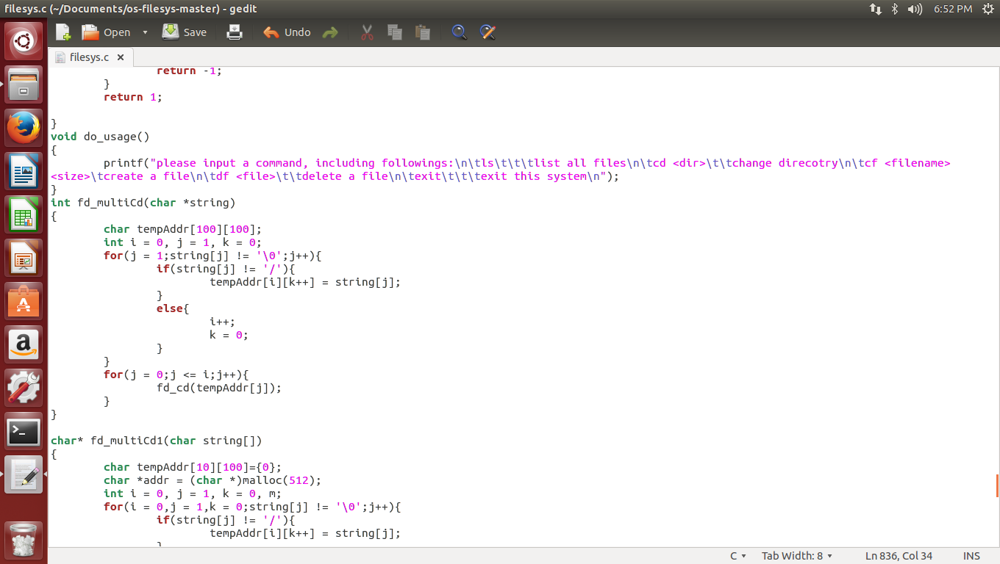 filesys.c (~/Documents/os-filesys-master) - gedit
6:52 PM
Open
Save
Undo
filesys.c ×
return -1;
}
return 1;
}
void do_usage()
{
printf("please input a command, including followings:\n\tls\t\t\tlist all files\n\tcd <dir>\t\tchange direcotry\n\tcf <filename>
<size>\tcreate a file\n\tdf <file>\t\tdelete a file\n\texit\t\t\texit this system\n");
}
int fd_multiCd(char *string)
{
char tempAddr[100][100];
int i = 0, j = 1, k = 0;
for(j = 1;string[j] != '\0';j++){
if(string[j] != '/'){
tempAddr[i][k++] = string[j];
}
else{
i++;
k = 0;
}
}
for(j = 0;j <= i;j++){
fd_cd(tempAddr[j]);
}
}
char* fd_multiCd1(char string[])
{
char tempAddr[10][100]={0};
char *addr = (char *)malloc(512);
int i = 0, j = 1, k = 0, m;
for(i = 0,j = 1,k = 0;string[j] != '\0';j++){
if(string[j] != '/'){
tempAddr[i][k++] = string[j];
}
C
Tab Width: 8
Ln 836, Col 34
INS